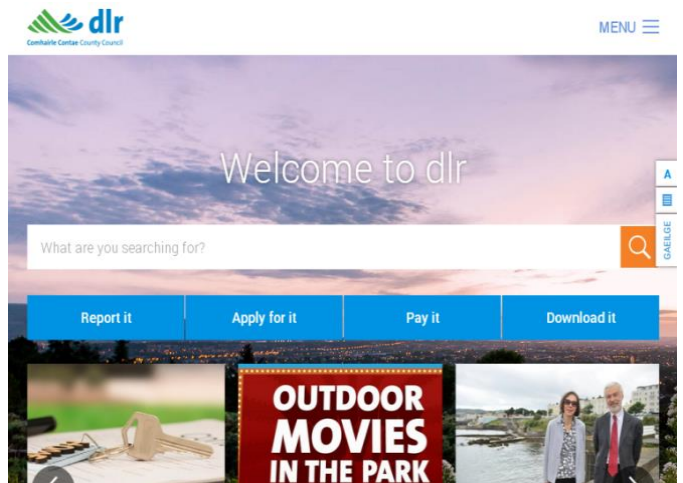 dlr
Comhairle Contae County Council
MENU
Welcome to dlr
A
What are you searching for?
GAEILGE
Report it
Apply for it
Pay it
Download it
OUTDOOR
MOVIES
IN THE PARK